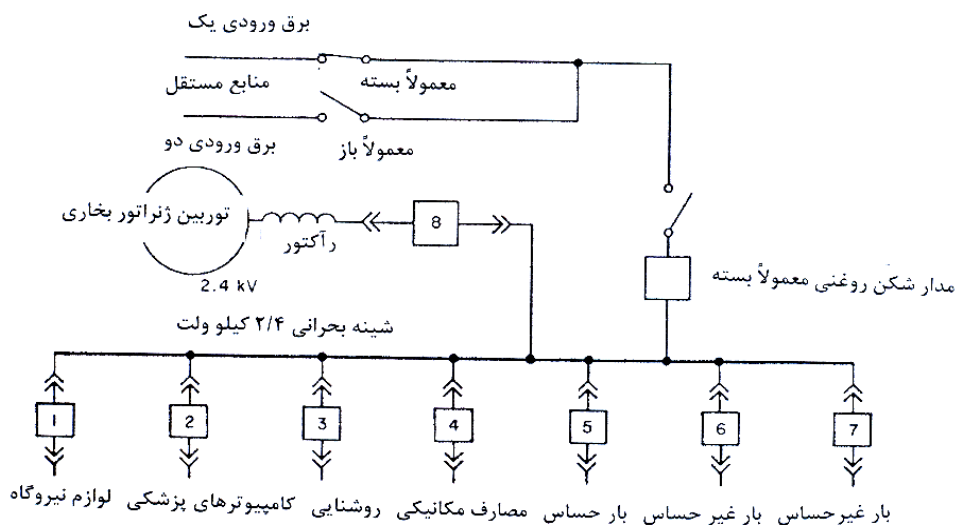 برق ورودی یک
معمولاً بسته
منابع مستقل
معمولاً باز
برق ورودی دو
توربین ژنراتور بخاری
رآکتور
8
2.4 kV
مدار شکن روغنی معمولاً بسته
شینه بحرانی ۲/۴ کیلو ولت
1
2
3
4
5
6
7
لوازم نیروگاه
کامپیوترهای پزشکی
روشنایی
مصارف مکانیکی
بار حساس
بار غیر حساس
بار غیرحساس